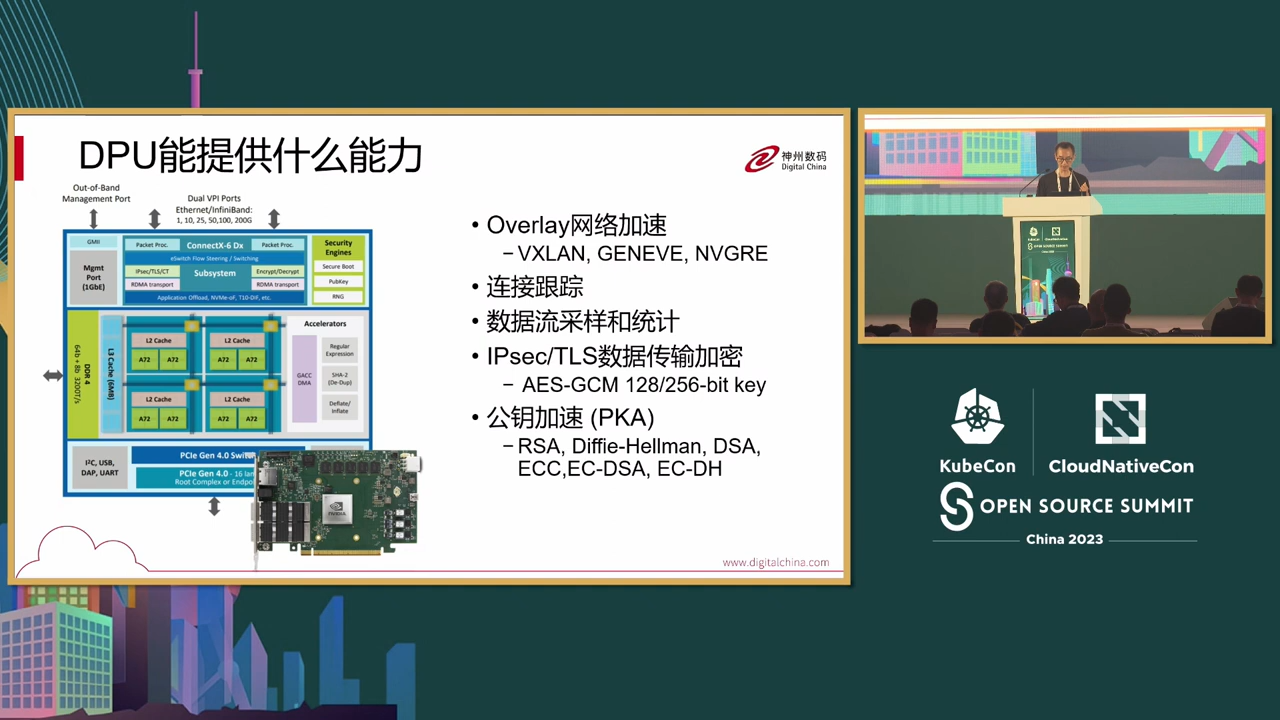 DPU能提供什么能力
神州数码
Digital China
Out-of-Band
Management Port
Dual VPI Ports
Ethernet/InfiniBand:
1, 10, 25, 50,100, 200G
GMII
Packet Proc.
ConnectX-6 Dx
Packet Proc.
Security
Engines
eSwitch Flow Steering / Switching
Mgmt
Port
(1GbE)
IPsec/TLS/CT
Subsystem
Encrypt/Decrypt
Secure Boot
RDMA transport
RDMA transport
PubKey
Application Offload, NVMe-oF, T10-DIF, etc.
RNG
DDR 4
64b + 8b 3200T/s
L3 Cache (6MB)
L2 Cache
L2 Cache
A72
A72
A72
A72
L2 Cache
L2 Cache
A72
A72
A72
A72
Accelerators
GACC
DMA
Regular
Expression
SHA-2
(De-Dup)
Deflate/
Inflate
I²C, USB,
DAP, UART
PCIe Gen 4.0 Swit
PCIe Gen 4.0 - 16 lan
Root Complex or Endpo
NVIDIA
• Overlay网络加速
– VXLAN, GENEVE, NVGRE
• 连接跟踪
• 数据流采样和统计
• IPsec/TLS数据传输加密
– AES-GCM 128/256-bit key
• 公钥加速 (PKA)
– RSA, Diffie-Hellman, DSA,
ECC,EC-DSA, EC-DH
www.digitalchina.com
KubeCon
CloudNativeCon
OPEN SOURCE SUMMIT
China 2023